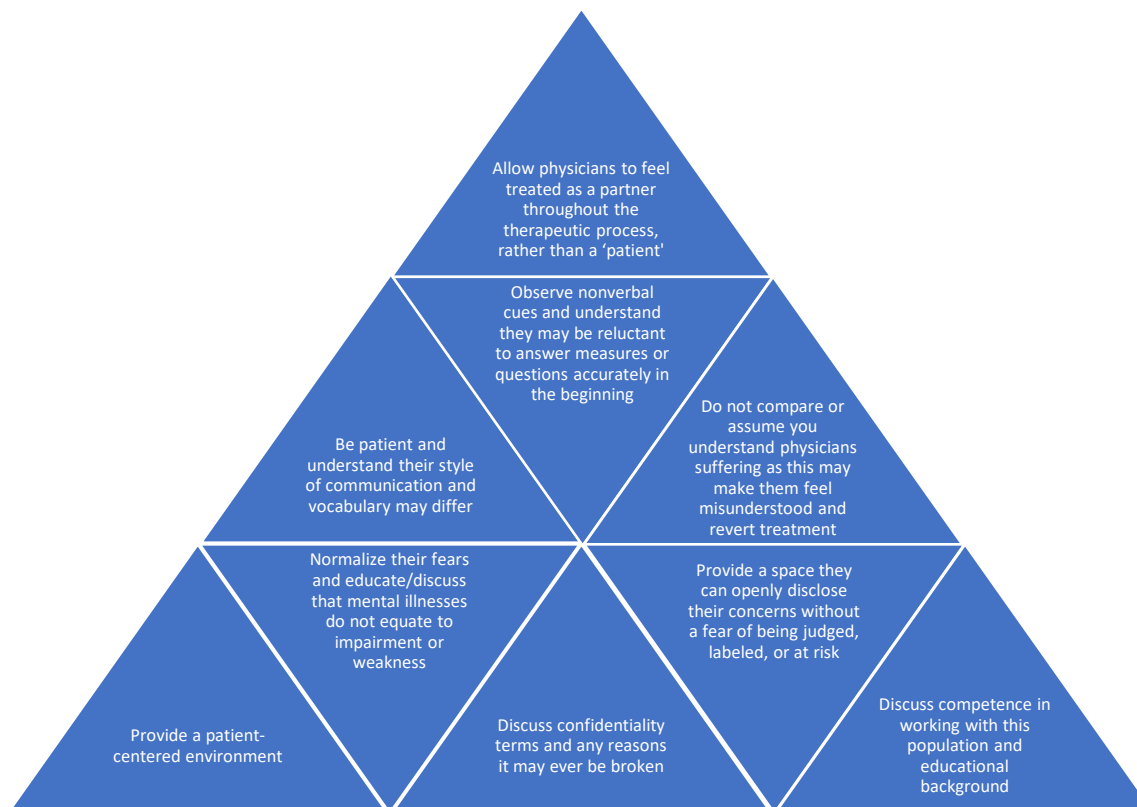 Allow physicians to feel
treated as a partner
throughout the
therapeutic process,
rather than a ‘patient'
Observe nonverbal
cues and understand
they may be reluctant
to answer measures or
questions accurately in
the beginning
Be patient and
understand their style
of communication and
vocabulary may differ
Do not compare or
assume you
understand physicians
suffering as this may
make them feel
misunderstood and
revert treatment
Normalize their fears
and educate/discuss
that mental illnesses
do not equate to
impairment or
weakness
Provide a space they
can openly disclose
their concerns without
a fear of being judged,
labeled, or at risk
Provide a patient-
centered environment
Discuss confidentiality
terms and any reasons
it may ever be broken
Discuss competence in
working with this
population and
educational
background